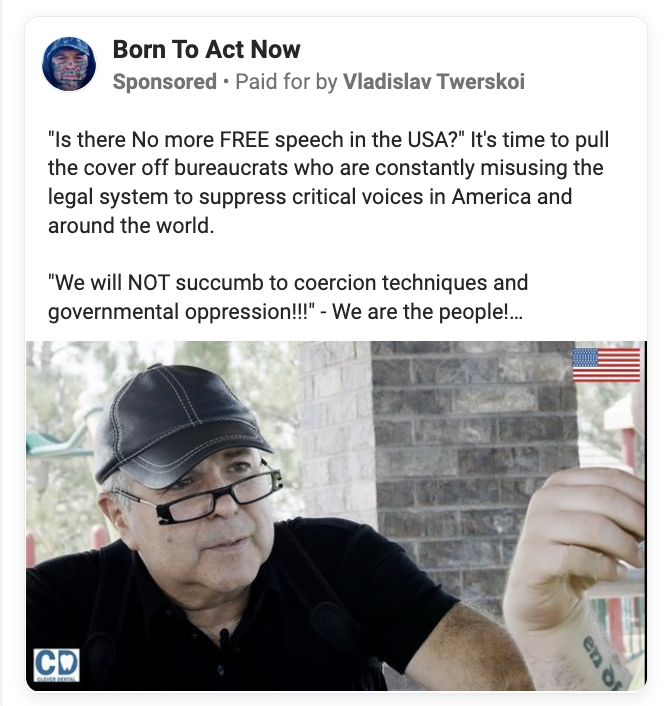 Born To Act Now
Sponsored • Paid for by Vladislav Twerskoi
"Is there No more FREE speech in the USA?" It's time to pull
the cover off bureaucrats who are constantly misusing the
legal system to suppress critical voices in America and
around the world.
"We will NOT succumb to coercion techniques and
governmental oppression!!!" - We are the people!...
CD
CLEVER DENTAL
en